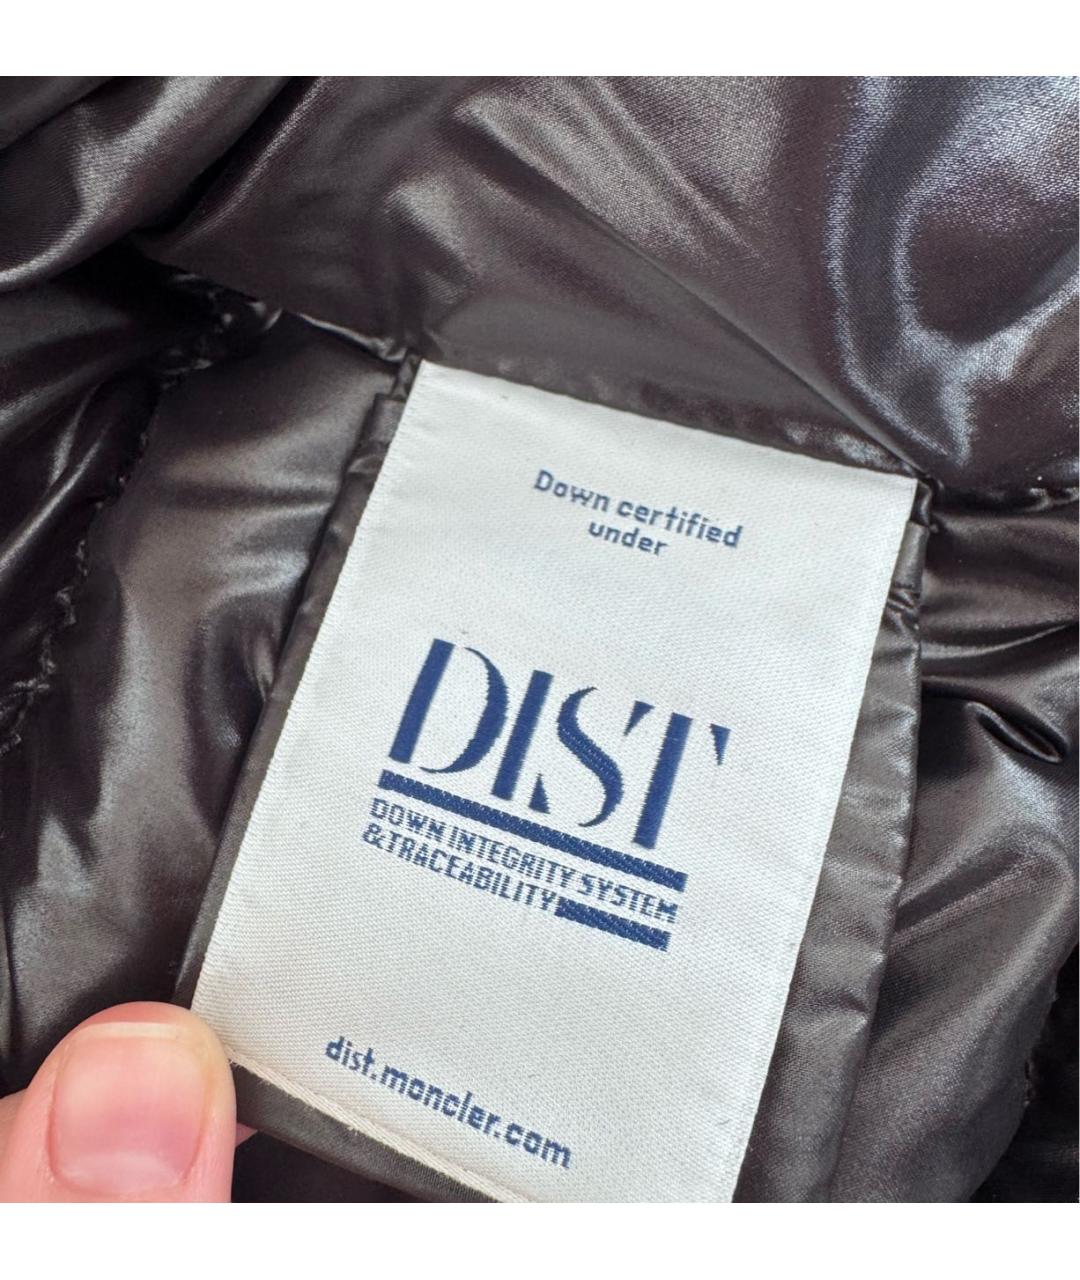 Down certified
under
DIST
DOWN INTEGRITY SYSTEM
&TRACEABILITY
dist.moncler.com